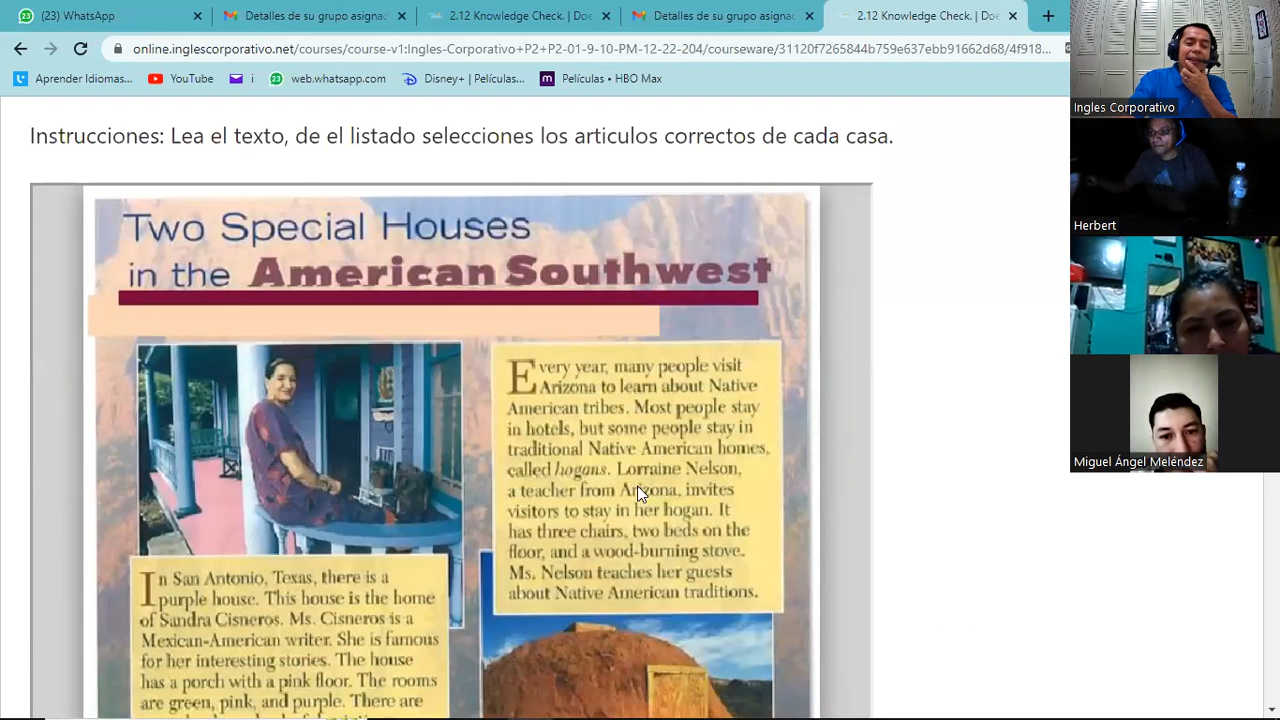 (23) WhatsApp
Detalles de su grupo asignac
2.12 Knowledge Check. | Doe
Detalles de su grupo asignac
2.12 Knowledge Check. | Doe
online.inglescorporativo.net/courses/course-v1:Ingles-Corporativo+P2+P2-01-9-10-PM-12-22-204/courseware/31120f7265844b759e637eb191662d68/4f918...
Aprender Idiomas...
YouTube
i
web.whatsapp.com
Disney+ | Películas...
Películas • HBO Max
Instrucciones: Lea el texto, de el listado selecciones los articulos correctos de cada casa.
Two Special Houses
in the American Southwest
Every year, many people visit
Arizona to learn about Native
American tribes. Most people stay
in hotels, but some people stay in
traditional Native American homes,
called hogans. Lorraine Nelson,
a teacher from Arizona, invites
visitors to stay in her hogan. It
has three chairs, two beds on the
floor, and a wood-burning stove.
Ms. Nelson teaches her guests
about Native American traditions.
In San Antonio, Texas, there is a
purple house. This house is the home
of Sandra Cisneros. Ms. Cisneros is a
Mexican-American writer. She is famous
for her interesting stories. The house
has a porch with a pink floor. The rooms
are green, pink, and purple. There are
Ingles Corporativo
Herbert
Miguel Ángel Meléndez